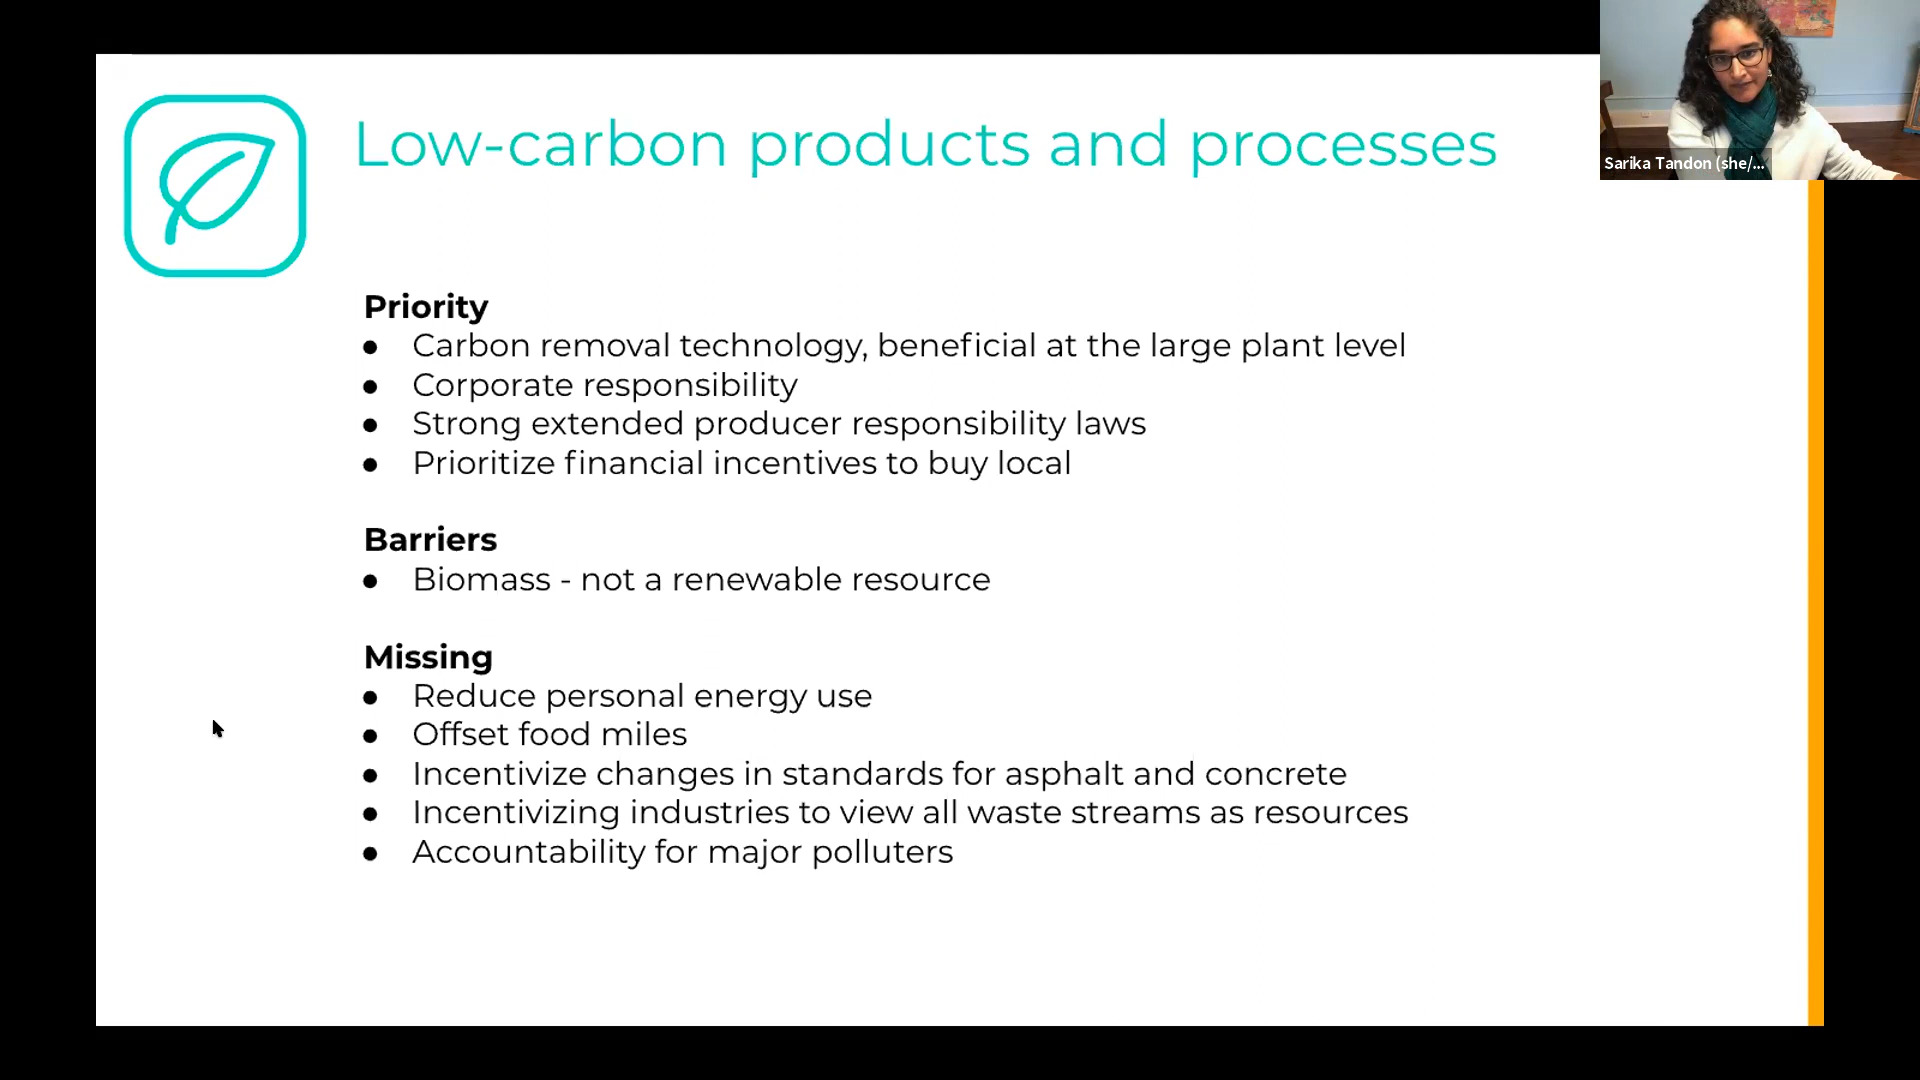 Low-carbon products and processes
Sarika Tandon (she/...
Priority
● Carbon removal technology, beneficial at the large plant level
● Corporate responsibility
● Strong extended producer responsibility laws
● Prioritize financial incentives to buy local
Barriers
● Biomass - not a renewable resource
Missing
● Reduce personal energy use
● Offset food miles
● Incentivize changes in standards for asphalt and concrete
● Incentivizing industries to view all waste streams as resources
● Accountability for major polluters